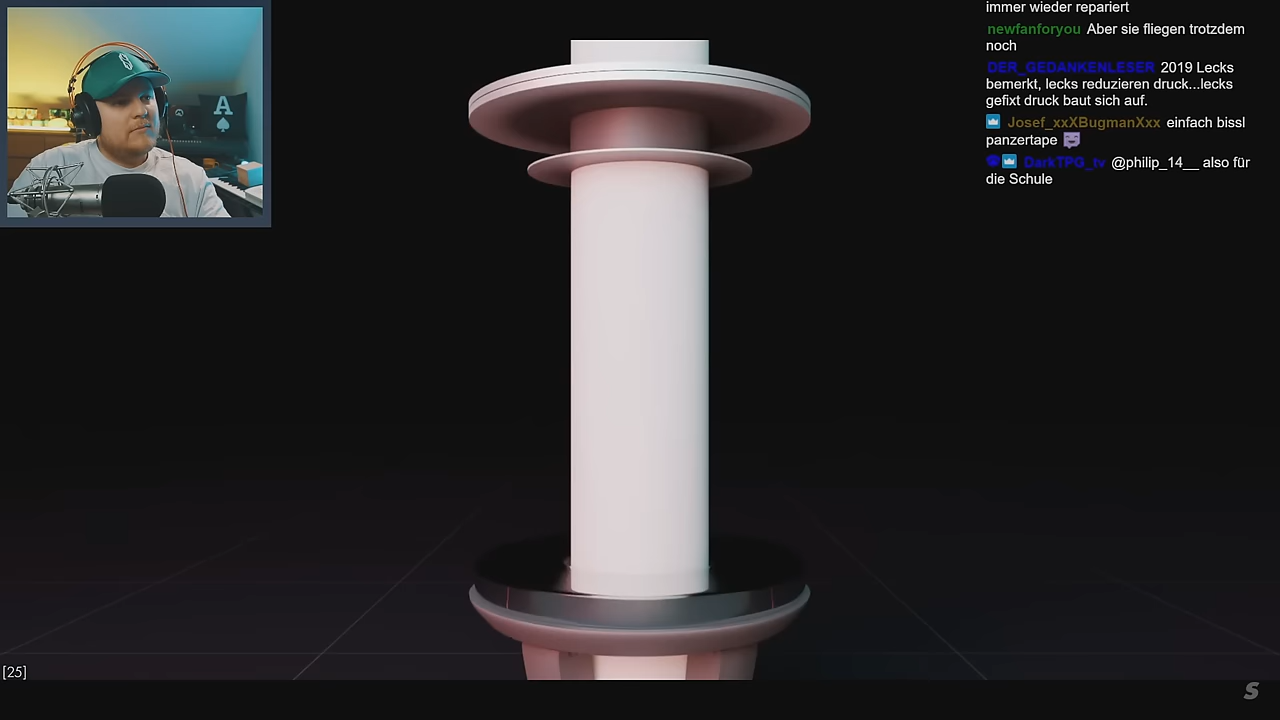 immer wieder repariert
newfanforyou Aber sie fliegen trotzdem
noch
DER_GEDANKENLESER 2019 Lecks
bemerkt, lecks reduzieren druck...lecks
gefixt druck baut sich auf.
Josef_xxXBugmanXxx einfach bissl
panzertape
DarkTPG_tv @philip_14__ also für
die Schule
A
[25]
S